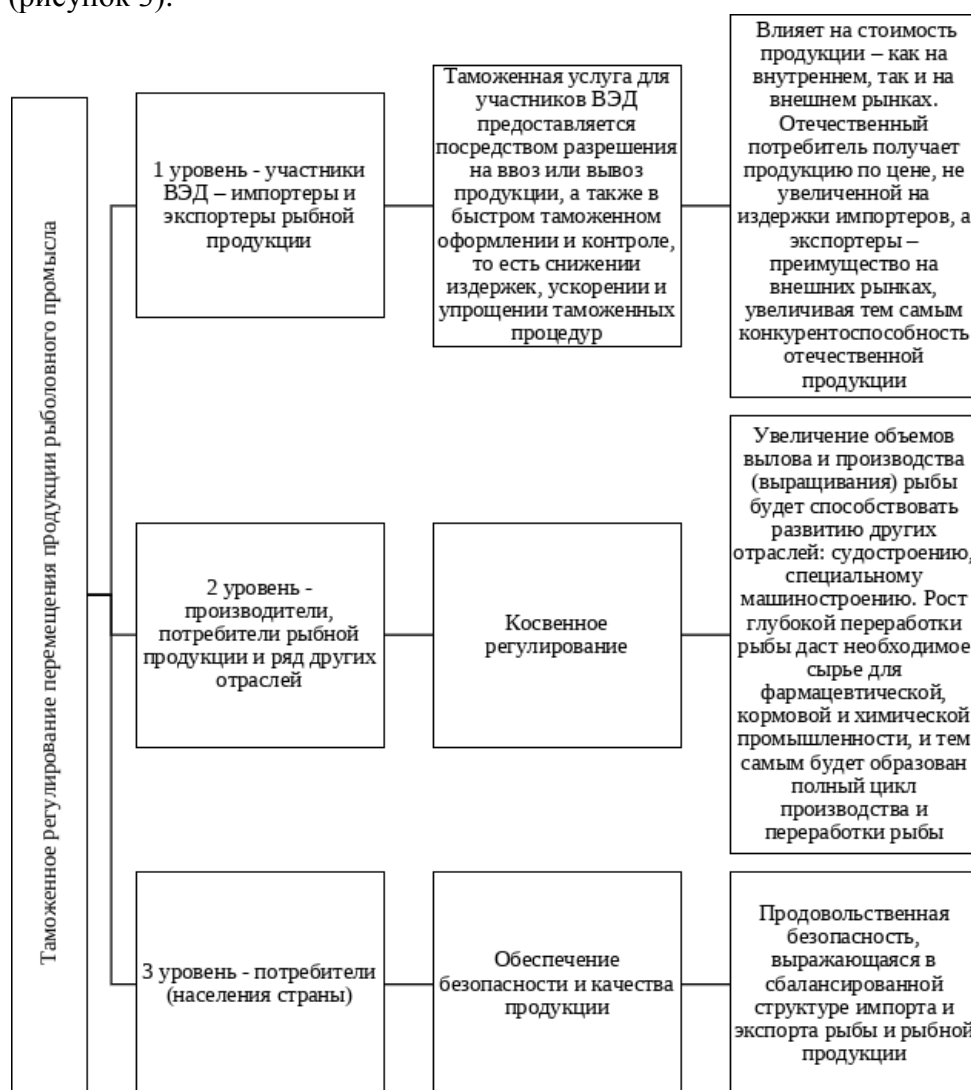 (рисунок 3).
Таможенное регулирование перемещения продукции рыболовного промысла
1 уровень - участники
ВЭД – импортеры и
экспортеры рыбной
продукции
Таможенная услуга для
участников ВЭД
предоставляется
посредством разрешения
на ввоз или вывоз
продукции, а также в
быстром таможенном
оформлении и контроле,
то есть снижении
издержек, ускорении и
упрощении таможенных
процедур
Влияет на стоимость
продукции – как на
внутреннем, так и на
внешнем рынках.
Отечественный
потребитель получает
продукцию по цене, не
увеличенной на
издержки импортеров, а
экспортеры –
преимущество на
внешних рынках,
увеличивая тем самым
конкурентоспособность
отечественной
продукции
2 уровень -
производители,
потребители рыбной
продукции и ряд других
отраслей
Косвенное
регулирование
Увеличение объемов
вылова и производства
(выращивания) рыбы
будет способствовать
развитию других
отраслей: судостроению,
специальному
машиностроению. Рост
глубокой переработки
рыбы даст необходимое
сырье для
фармацевтической,
кормовой и химической
промышленности, и тем
самым будет образован
полный цикл
производства и
переработки рыбы
3 уровень - потребители
(населения страны)
Обеспечение
безопасности и качества
продукции
Продовольственная
безопасность,
выражающаяся в
сбалансированной
структуре импорта и
экспорта рыбы и рыбной
продукции